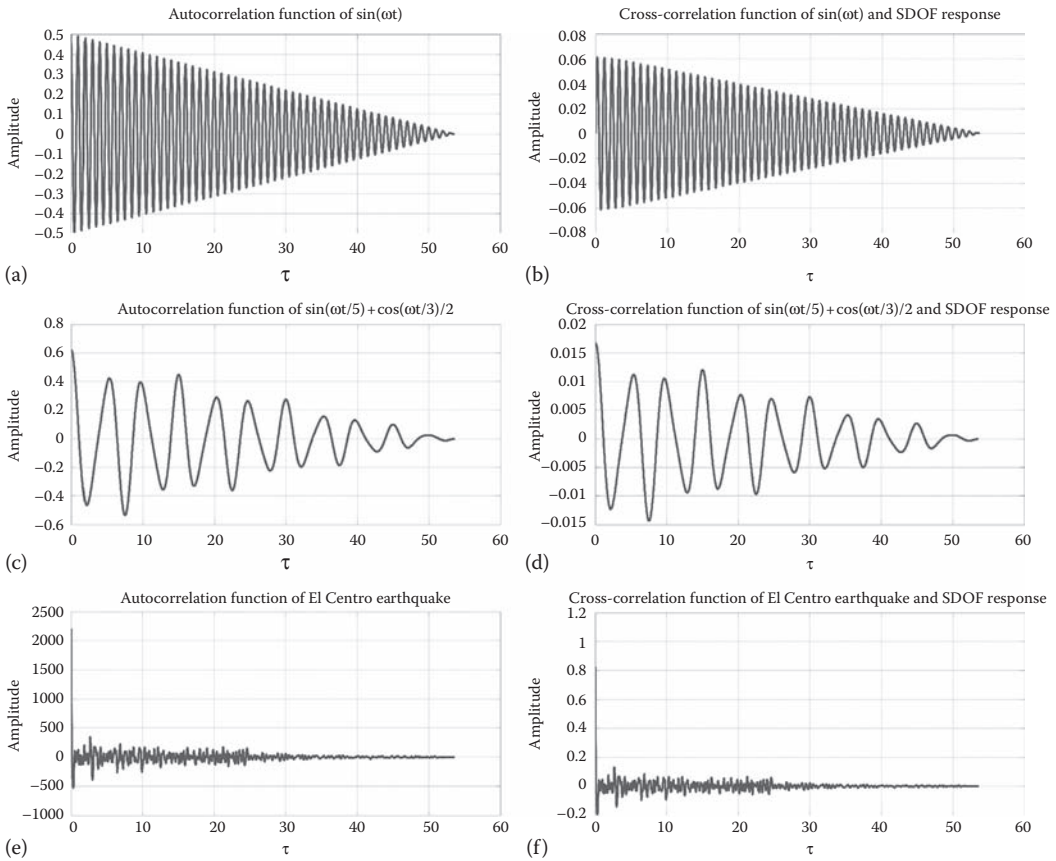 Autocorrelation function of sin(ωt)
Amplitude
0.5
0.4
0.3
0.2
0.1
0
−0.1
−0.2
−0.3
−0.4
−0.5
0 10 20 30 40 50 60
(a)
τ
Cross-correlation function of sin(ωt) and SDOF response
Amplitude
0.08
0.06
0.04
0.02
0
−0.02
−0.04
−0.06
−0.08
0 10 20 30 40 50 60
(b)
τ
Autocorrelation function of sin(ωt/5)+cos(ωt/3)/2
Amplitude
0.8
0.6
0.4
0.2
0
−0.2
−0.4
−0.6
0 10 20 30 40 50 60
(c)
τ
Cross-correlation function of sin(ωt/5)+cos(ωt/3)/2 and SDOF response
Amplitude
0.02
0.015
0.01
0.005
0
−0.005
−0.01
−0.015
0 10 20 30 40 50 60
(d)
τ
Autocorrelation function of El Centro earthquake
Amplitude
2500
2000
1500
1000
500
0
−500
−1000
0 10 20 30 40 50 60
(e)
τ
Cross-correlation function of El Centro earthquake and SDOF response
Amplitude
1.2
1
0.8
0.6
0.4
0.2
0
−0.2
0 10 20 30 40 50 60
(f)
τ